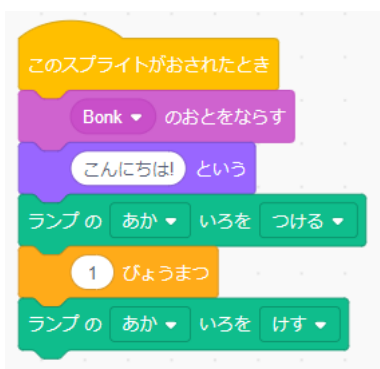 このスプライトがおされたとき
Bonk のおとをならす
こんにちは! という
ランプ の あか いろを つける
1 びょうまつ
ランプ の あか いろを けす